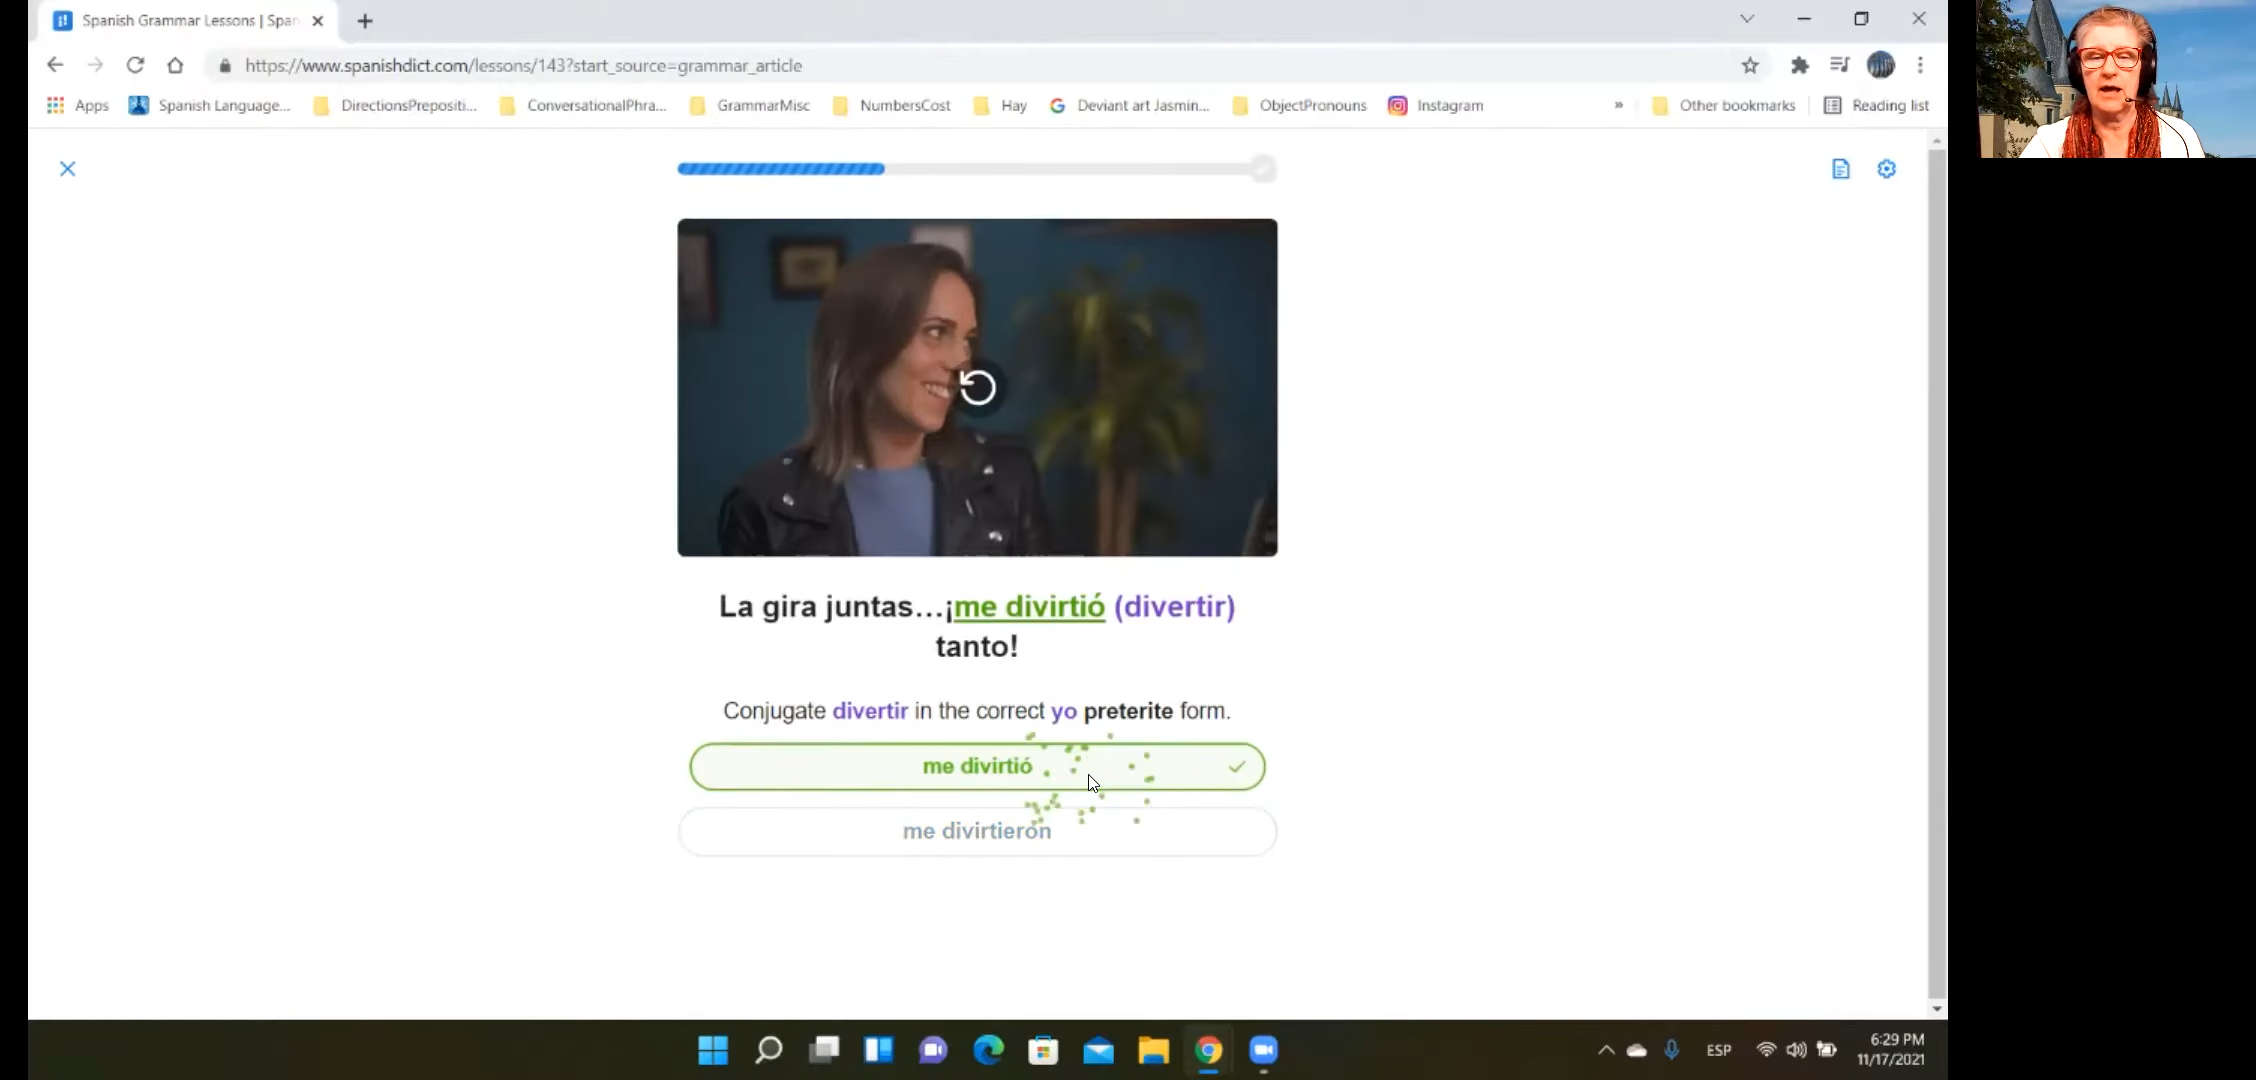 Spanish Grammar Lessons | Span
https://www.spanishdict.com/lessons/143?start_source=grammar_article
Apps
Spanish Language...
DirectionsPrepositi...
ConversationalPhra...
GrammarMisc
NumbersCost
Hay
Deviant art Jasmin...
ObjectPronouns
Instagram
»
Other bookmarks
Reading list
La gira juntas...¡me divirtió (divertir)
tanto!
Conjugate divertir in the correct yo preterite form.
me divirtió
me divirtieron
ESP
6:29 PM
11/17/2021